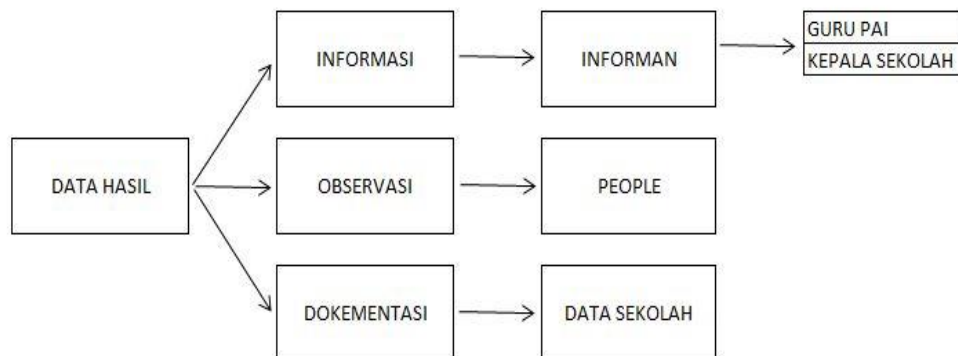 INFORMASI
INFORMAN
GURU PAI
KEPALA SEKOLAH
DATA HASIL
OBSERVASI
PEOPLE
DOKEMENTASI
DATA SEKOLAH